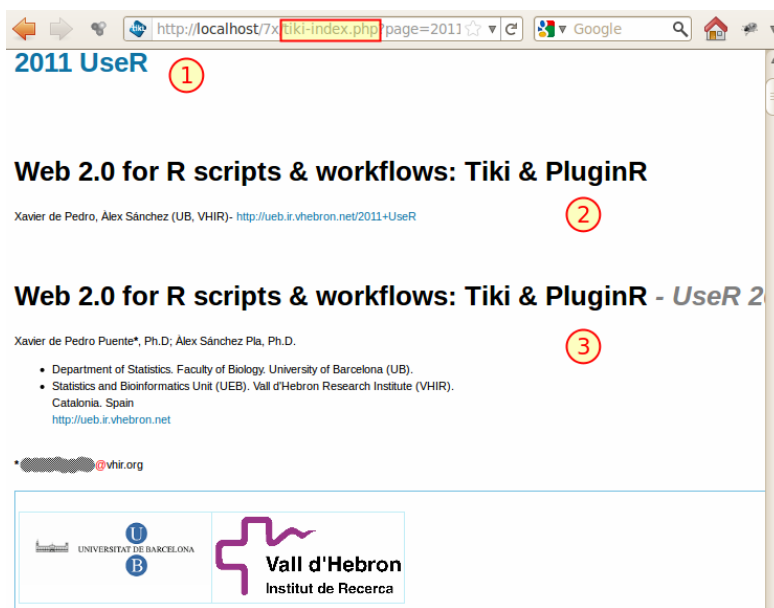 tiki http://localhost/7x/tiki-index.php?page=2011 Google
2011 UseR
1
Web 2.0 for R scripts & workflows: Tiki & PluginR
Xavier de Pedro, Àlex Sánchez (UB, VHIR)- http://ueb.ir.vhebron.net/2011+UseR
2
Web 2.0 for R scripts & workflows: Tiki & PluginR - UseR 20
Xavier de Pedro Puente*, Ph.D; Àlex Sánchez Pla, Ph.D.
3
• Department of Statistics. Faculty of Biology. University of Barcelona (UB).
• Statistics and Bioinformatics Unit (UEB). Vall d'Hebron Research Institute (VHIR).
Catalonia. Spain
http://ueb.ir.vhebron.net
* @vhir.org
UNIVERSITAT DE BARCELONA
U
B
Vall d'Hebron
Institut de Recerca